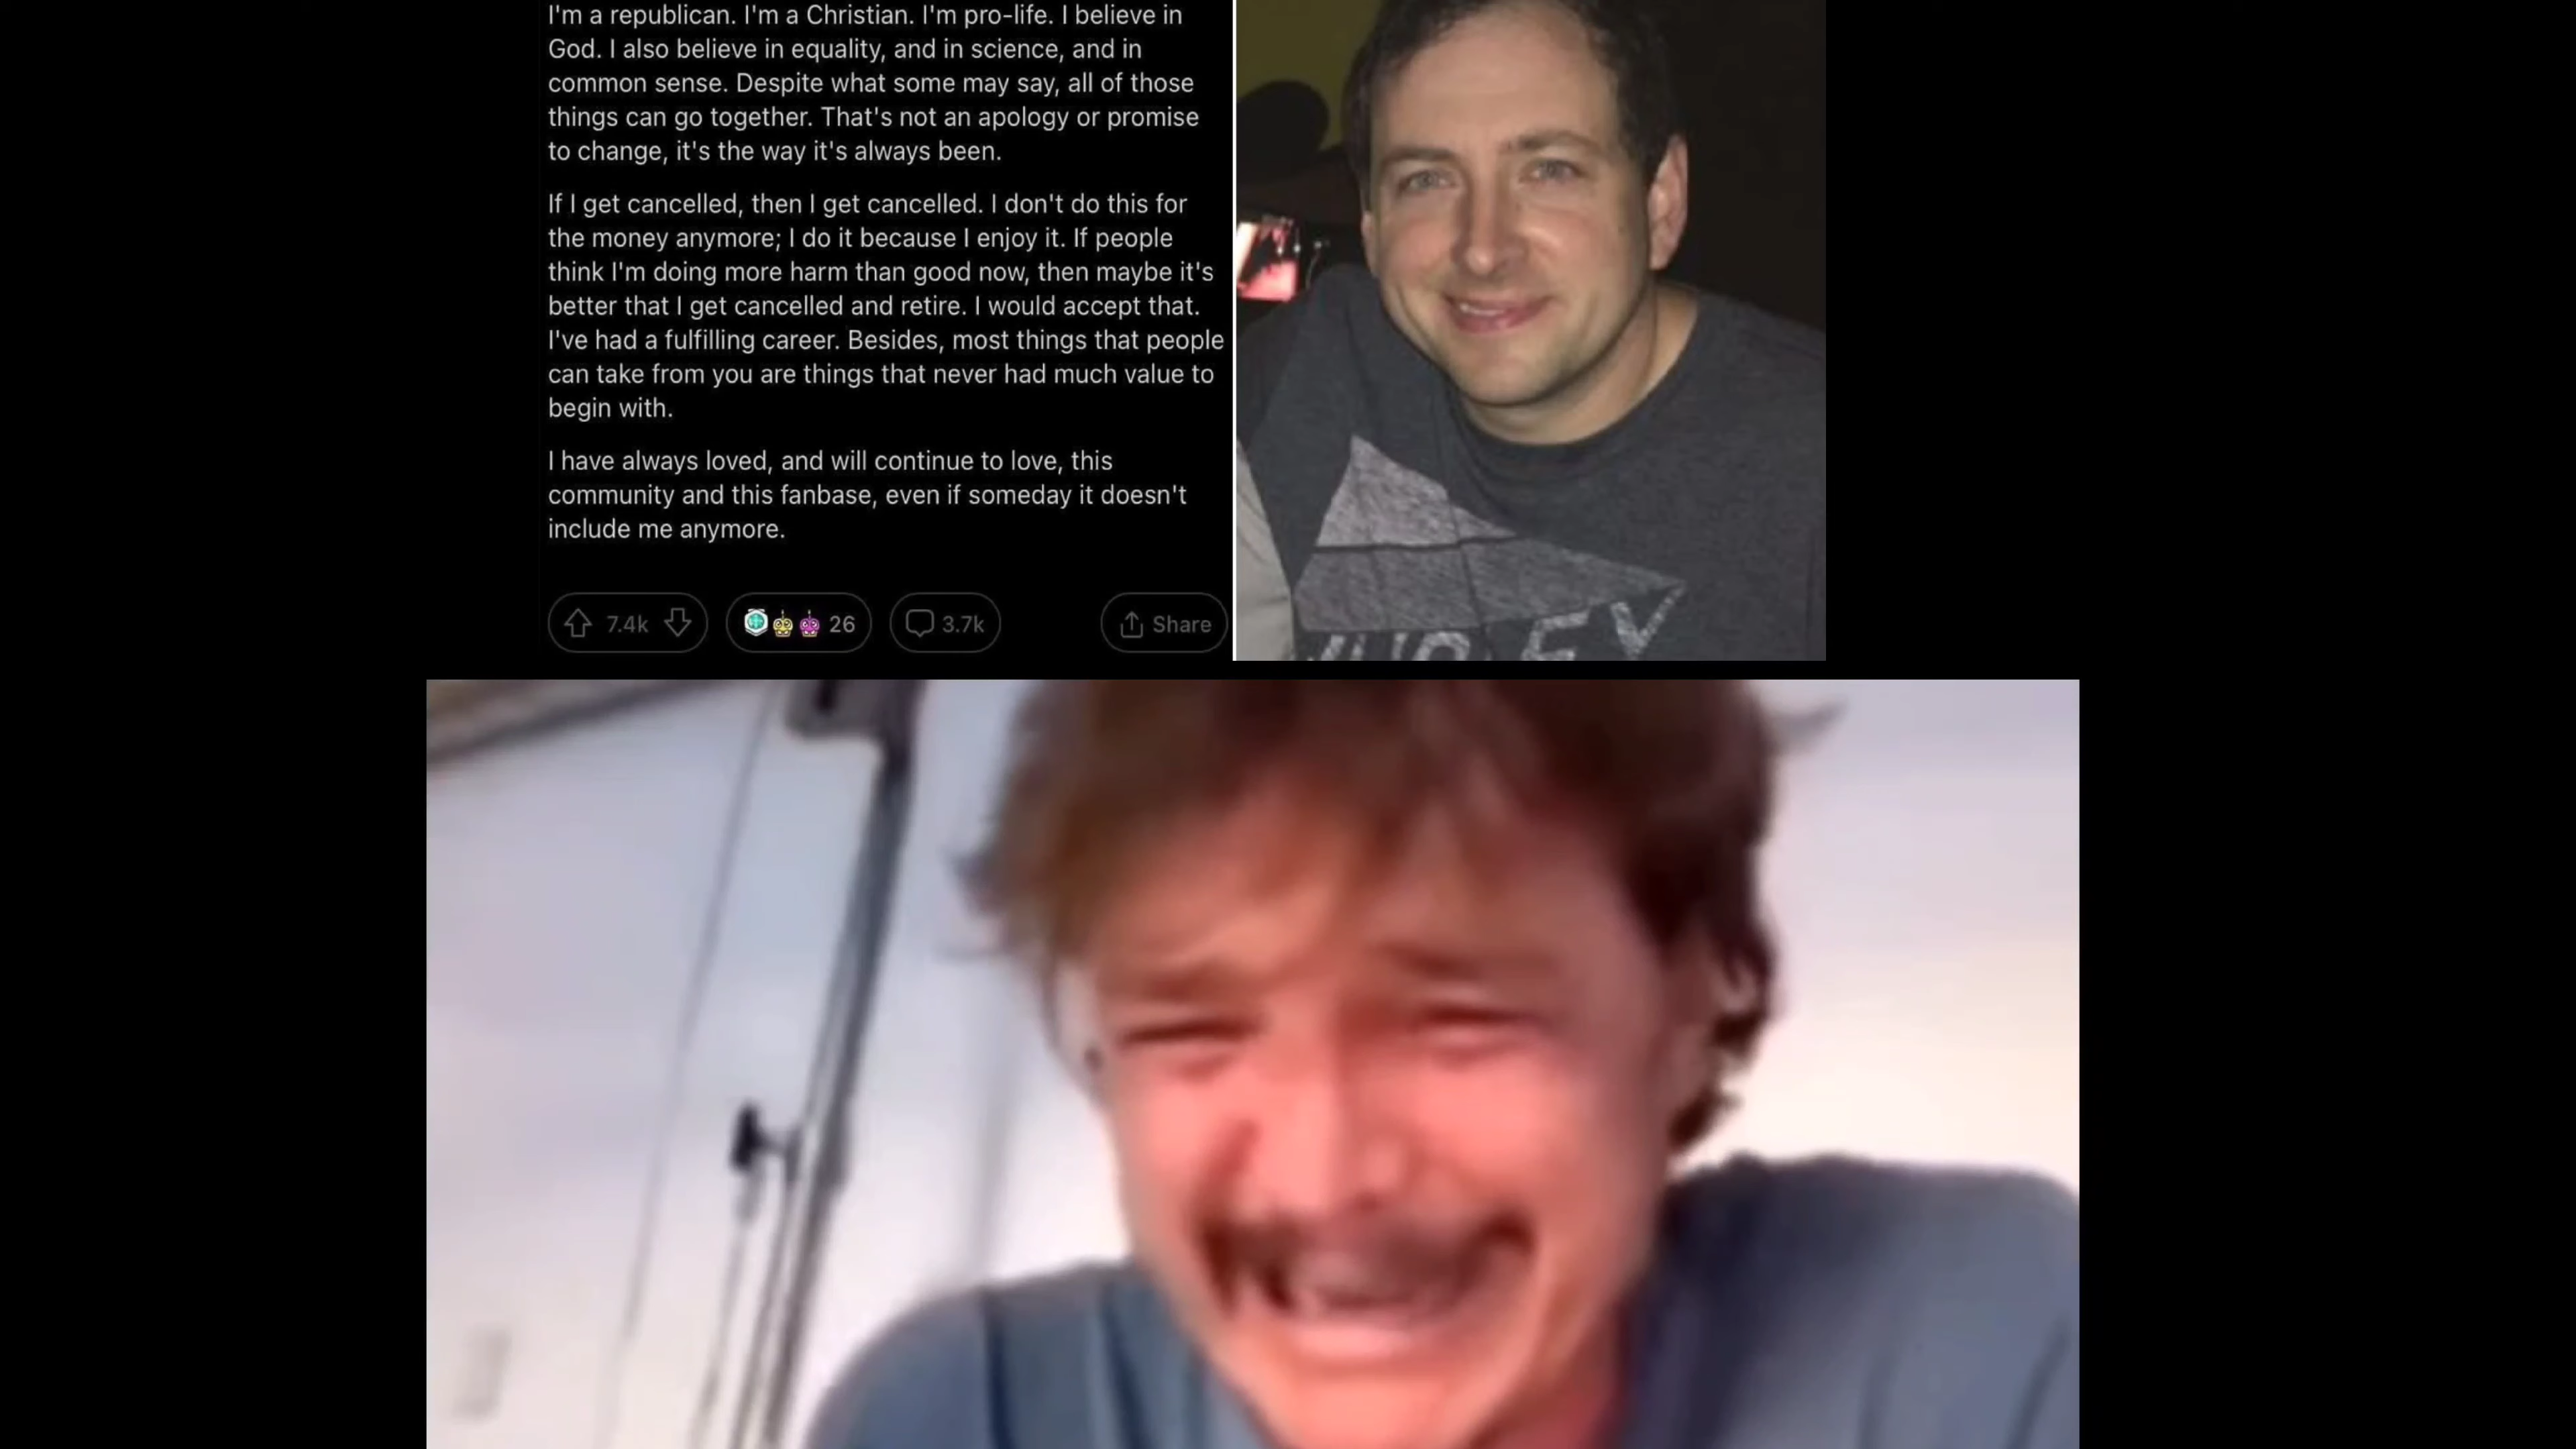 I'm a republican. I'm a Christian. I'm pro-life. I believe in
God. I also believe in equality, and in science, and in
common sense. Despite what some may say, all of those
things can go together. That's not an apology or promise
to change, it's the way it's always been.
If I get cancelled, then I get cancelled. I don't do this for
the money anymore; I do it because I enjoy it. If people
think I'm doing more harm than good now, then maybe it's
better that I get cancelled and retire. I would accept that.
I've had a fulfilling career. Besides, most things that people
can take from you are things that never had much value to
begin with.
I have always loved, and will continue to love, this
community and this fanbase, even if someday it doesn't
include me anymore.
7.4k 26 3.7k Share